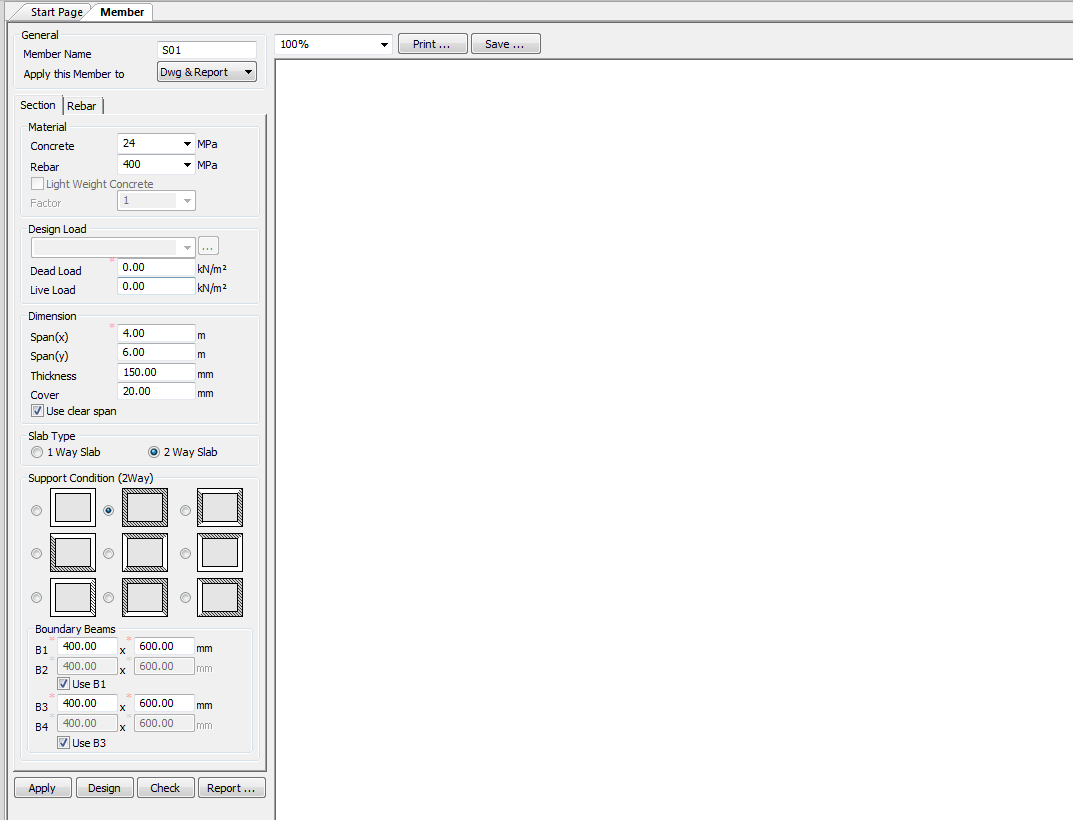 Start Page Member
General
Member Name S01
Apply this Member to Dwg & Report
100% Print ... Save ...
Section Rebar
Material
Concrete 24 MPa
Rebar 400 MPa
Light Weight Concrete
Factor 1
Design Load
...
Dead Load * 0.00 kN/m²
Live Load 0.00 kN/m²
Dimension
Span(x) * 4.00 m
Span(y) 6.00 m
Thickness 150.00 mm
Cover 20.00 mm
Use clear span
Slab Type
1 Way Slab 2 Way Slab
Support Condition (2Way)
Boundary Beams
B1 * 400.00 x * 600.00 mm
B2 * 400.00 x * 600.00 mm
Use B1
B3 * 400.00 x * 600.00 mm
B4 * 400.00 x * 600.00 mm
Use B3
Apply Design Check Report ...